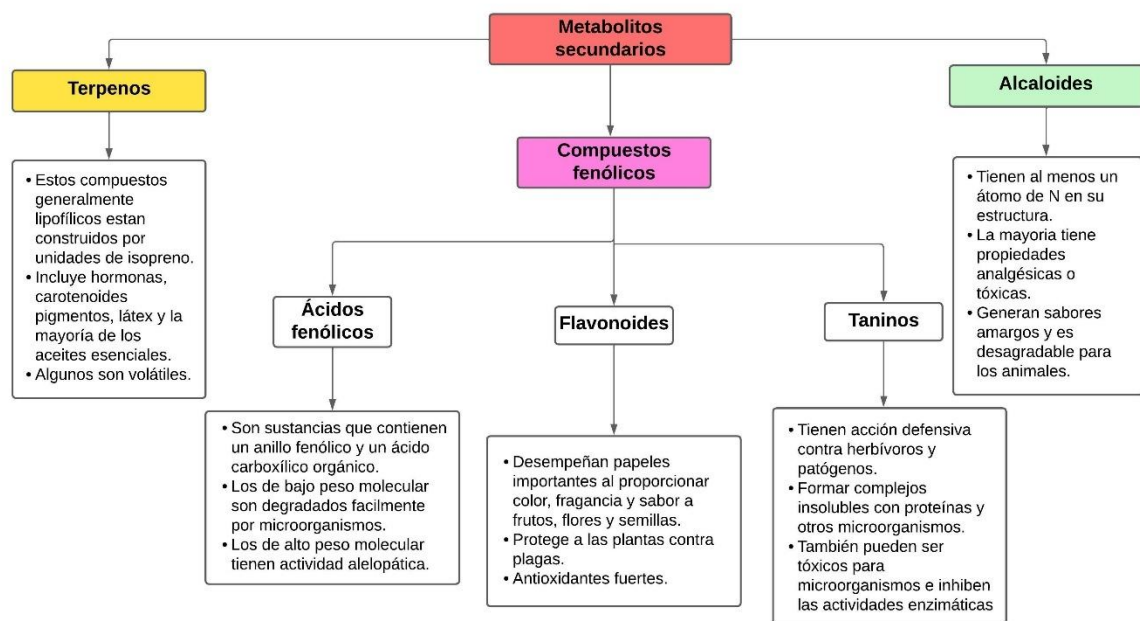 Metabolitos
secundarios
Terpenos
Alcaloides
Compuestos
fenólicos
• Estos compuestos
generalmente
lipofílicos estan
construidos por
unidades de isopreno.
• Incluye hormonas,
carotenoides
pigmentos, látex y la
mayoría de los
aceites esenciales.
• Algunos son volátiles.
• Tienen al menos un
átomo de N en su
estructura.
• La mayoria tiene
propiedades
analgésicas o
tóxicas.
• Generan sabores
amargos y es
desagradable para
los animales.
Ácidos
fenólicos
Flavonoides
Taninos
• Son sustancias que contienen
un anillo fenólico y un ácido
carboxílico orgánico.
• Los de bajo peso molecular
son degradados facilmente
por microorganismos.
• Los de alto peso molecular
tienen actividad alelopática.
• Desempeñan papeles
importantes al proporcionar
color, fragancia y sabor a
frutos, flores y semillas.
• Protege a las plantas contra
plagas.
• Antioxidantes fuertes.
• Tienen acción defensiva
contra herbívoros y
patógenos.
• Formar complejos
insolubles con proteínas y
otros microorganismos.
• También pueden ser
tóxicos para
microorganismos e inhiben
las actividades enzimáticas